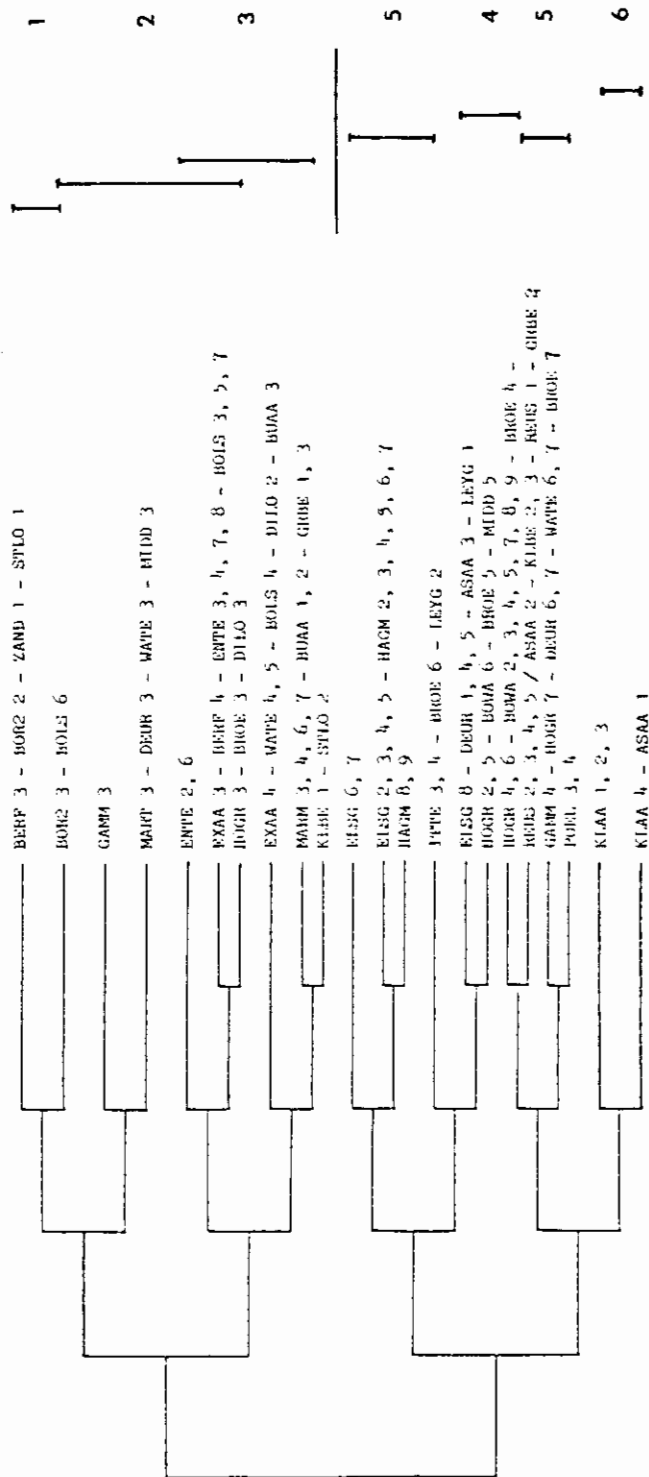 BERF 3 - BOR2 2 - ZAND 1 - STLO 1
BOR2 3 - BOLS 6
GAMM 3
MART 3 - DEUR 3 - WATE 3 - MIDD 3
ENTE 2, 6
EXAA 3 - BERF 4 - ENTE 3, 4, 7, 8 - BOLS 3, 5, 7
HOGR 3 - BROE 3 - DILO 3
EXAA 4 - WATE 4, 5 - BOLS 4 - DILO 2 - BUAA 3
MARM 3, 4, 6, 7 - BUAA 1, 2 - GRBE 1, 3
KLBE 1 - STLO 2
ELSG 6, 7
ELSG 2, 3, 4, 5 - HAGM 2, 3, 4, 5, 6, 7
HAGM 8, 9
3, 4 - BROE 6 - LEYG 2
ELSG 8 - DEUR 1, 4, 5 - ASAA 3 - LEYG 1
HOGR 2, 5 - BOWA 6 - BROE 5 - MIDD 5
HOGR 4, 6 - BOWA 2, 3, 4, 5, 7, 8, 9 - BROE 4 -
REUS 2, 3, 4, 5 / ASAA 2 - KLBE 2, 3 - REUS 1 - GRBE 2
GAMM 4 - HOGR 7 - DEUR 6, 7 - WATE 6, 7 - BROE 7
POEL 3, 4
KLAA 1, 2, 3
KLAA 4 - ASAA 1
1
2
3
5
4
5
6